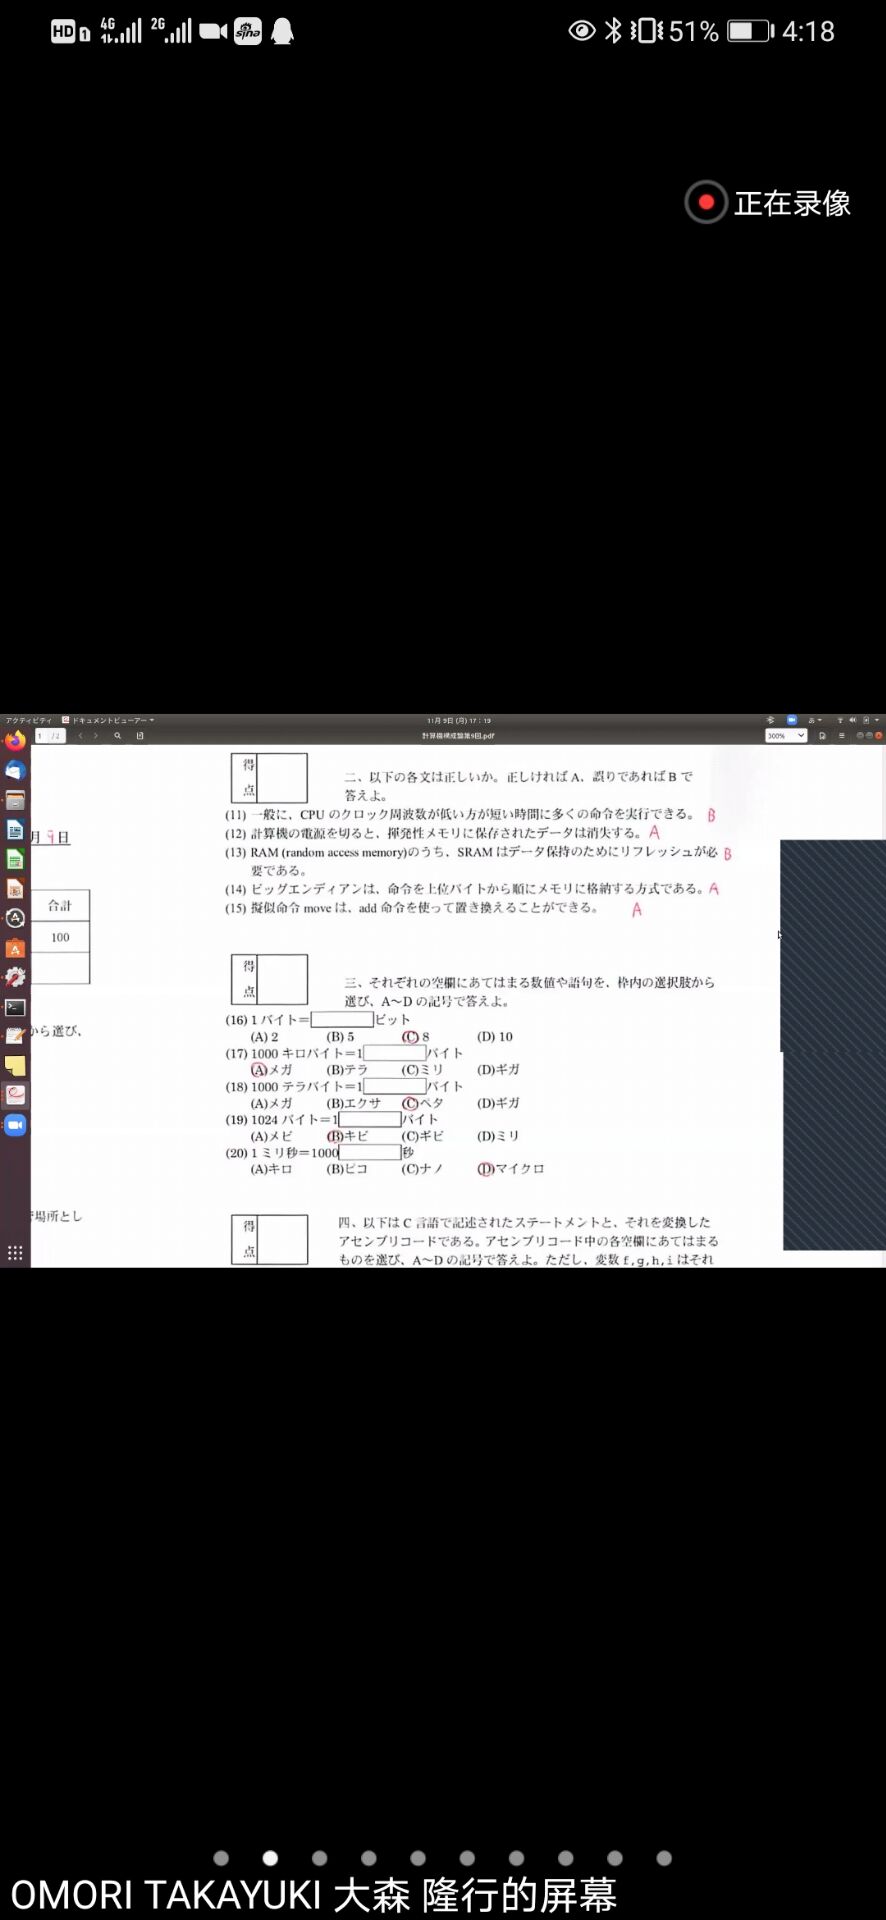 HD 1 4G 2G sina 51% 4:18
正在录像
アクティビティ ドキュメントビューアー 11月 9日 (月) 17:19 あ
1 /2 計算機構成論第9回.pdf 300%
得
点
二、以下の各文は正しいか。正しければ A、誤りであれば B で
答えよ。
(11) 一般に、CPU のクロック周波数が低い方が短い時間に多くの命令を実行できる。 B
(12) 計算機の電源を切ると、揮発性メモリに保存されたデータは消失する。 A
(13) RAM (random access memory)のうち、SRAM はデータ保持のためにリフレッシュが必 B
要である。
(14) ビッグエンディアンは、命令を上位バイトから順にメモリに格納する方式である。 A
(15) 擬似命令 move は、add 命令を使って置き換えることができる。 A
月 9 日
合計
100
から選び、
場所とし
得
点
三、それぞれの空欄にあてはまる数値や語句を、枠内の選択肢から
選び、A～D の記号で答えよ。
(16) 1 バイト＝ ビット
(A) 2 (B) 5 (C) 8 (D) 10
(17) 1000 キロバイト＝1 バイト
(A)メガ (B)テラ (C)ミリ (D)ギガ
(18) 1000 テラバイト＝1 バイト
(A)メガ (B)エクサ (C)ペタ (D)ギガ
(19) 1024 バイト＝1 バイト
(A)メビ (B)キビ (C)ギビ (D)ミリ
(20) 1 ミリ秒＝1000 秒
(A)キロ (B)ピコ (C)ナノ (D)マイクロ
得
点
四、以下は C 言語で記述されたステートメントと、それを変換した
アセンブリコードである。アセンブリコード中の各空欄にあてはまる
ものを選び、A～D の記号で答えよ。ただし、変数 f,g,h,i はそれ
OMORI TAKAYUKI 大森 隆行的屏幕